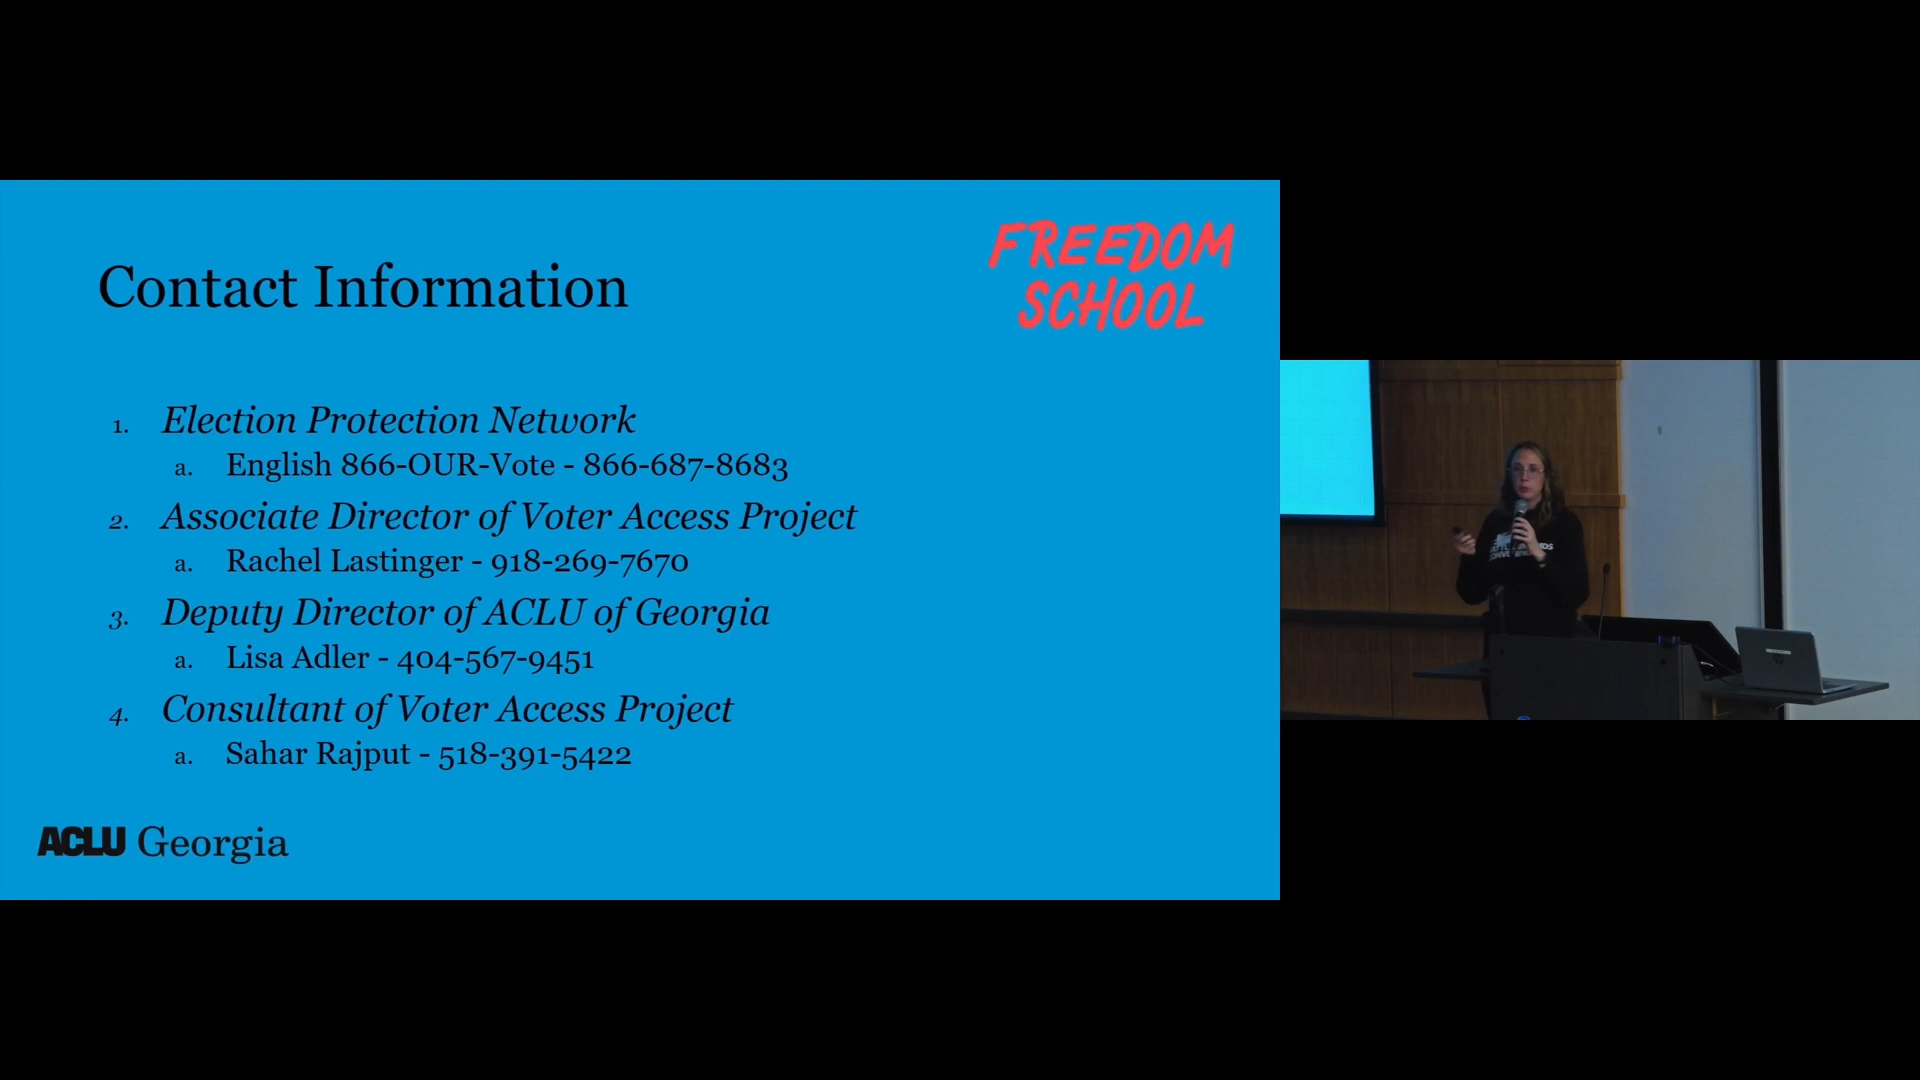 FREEDOM
SCHOOL
Contact Information
1. Election Protection Network
a. English 866-OUR-Vote - 866-687-8683
2. Associate Director of Voter Access Project
a. Rachel Lastinger - 918-269-7670
3. Deputy Director of ACLU of Georgia
a. Lisa Adler - 404-567-9451
4. Consultant of Voter Access Project
a. Sahar Rajput - 518-391-5422
ACLU Georgia